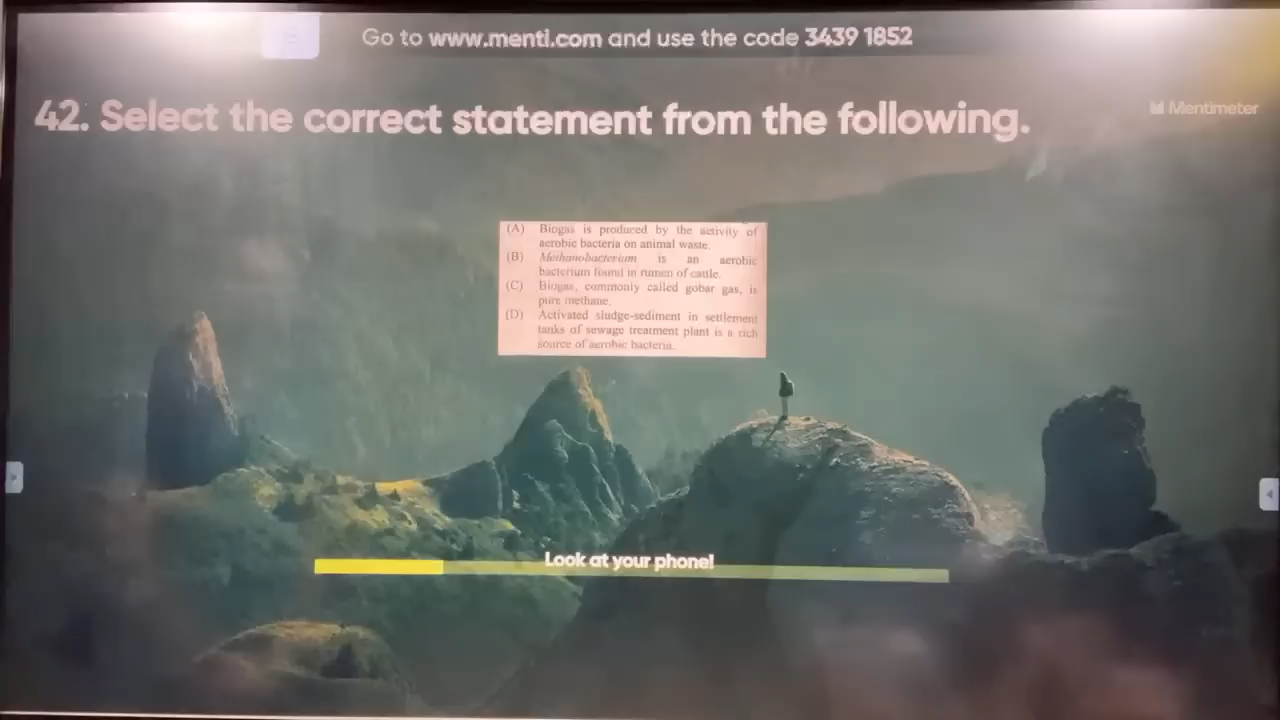 Go to www.menti.com and use the code 3439 1852
42. Select the correct statement from the following.
Mentimeter
(A) Biogas is produced by the activity of
aerobic bacteria on animal waste.
(B) Methanobacterium is an aerobic
bacterium found in rumen of cattle.
(C) Biogas, commonly called gobar gas, is
pure methane.
(D) Activated sludge-sediment in settlement
tanks of sewage treatment plant is a rich
source of aerobic bacteria.
Look at your phone!